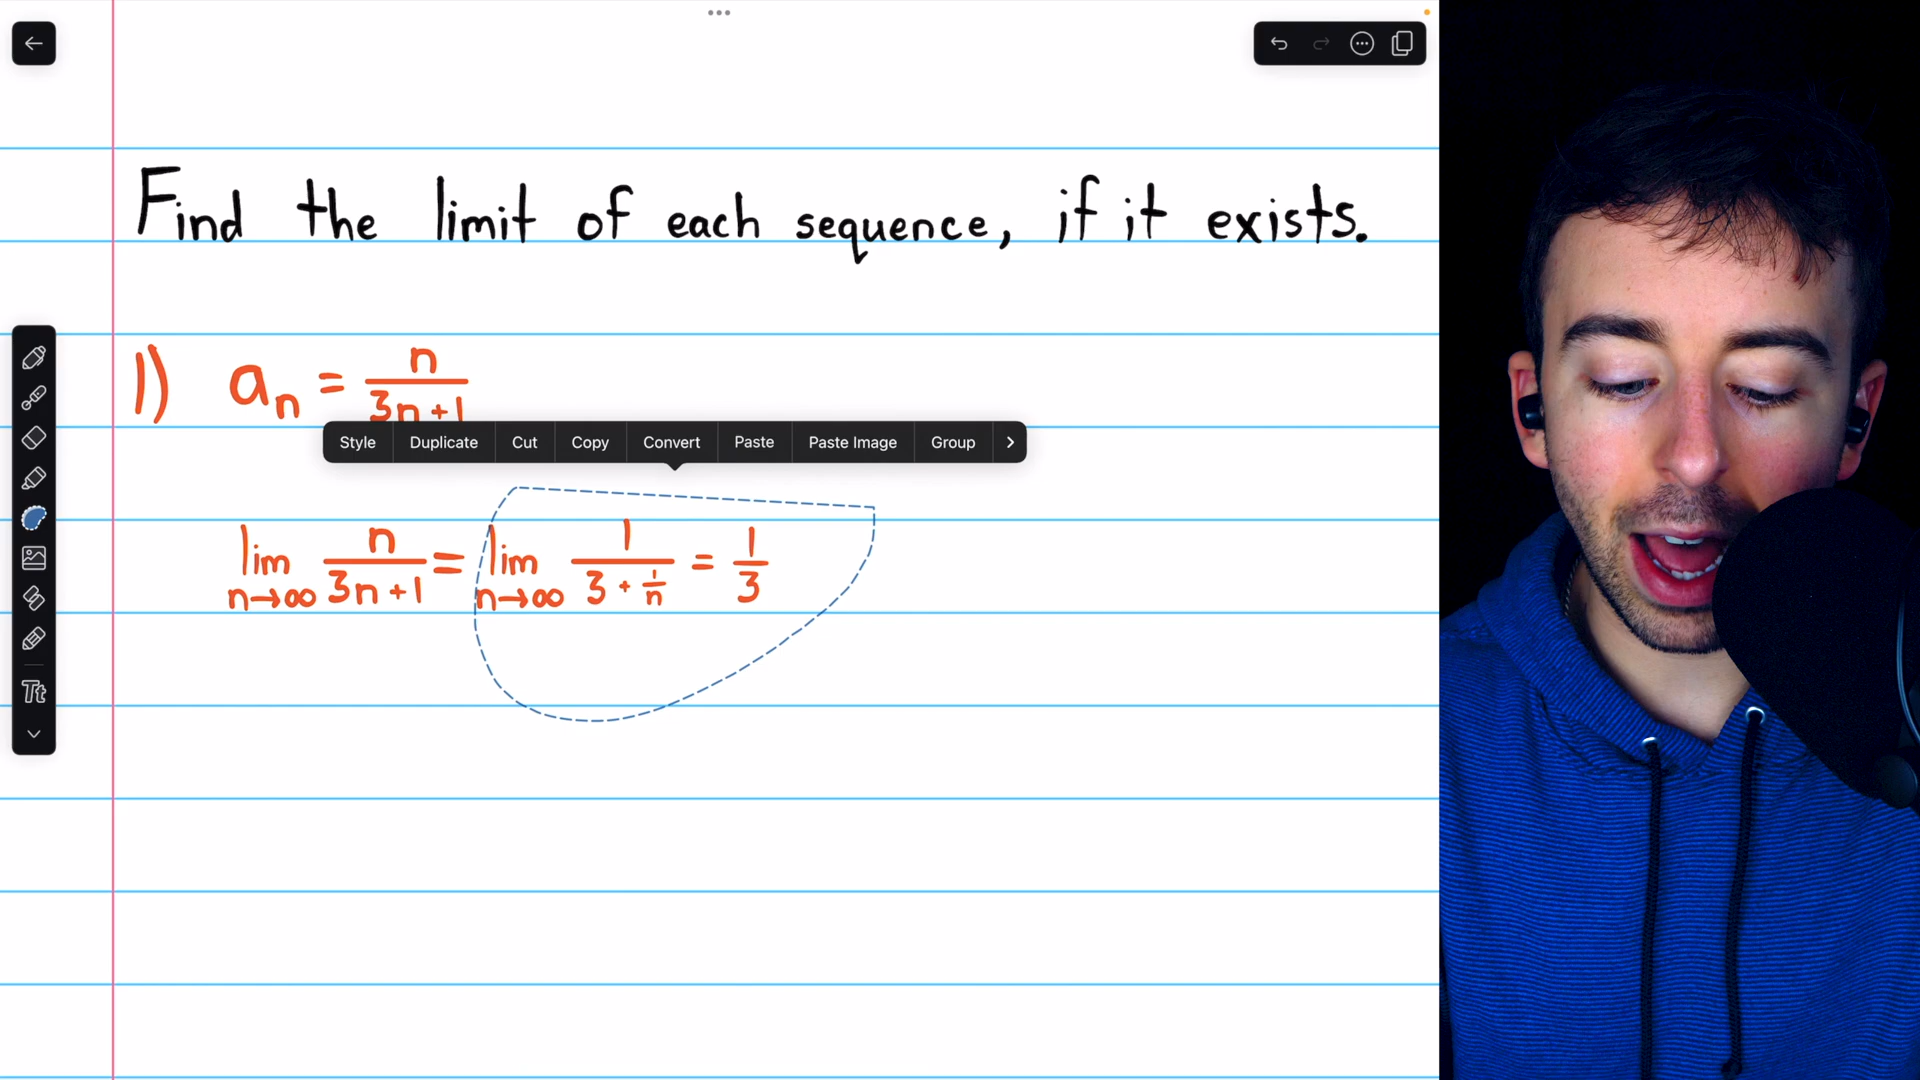 Find the limit of each sequence, if it exists.
1) aₙ = n/(3n+1)
Style Duplicate Cut Copy Convert Paste Paste Image Group
lim n→∞ n/(3n+1) = lim n→∞ 1/(3 + 1/n) = 1/3
Tt